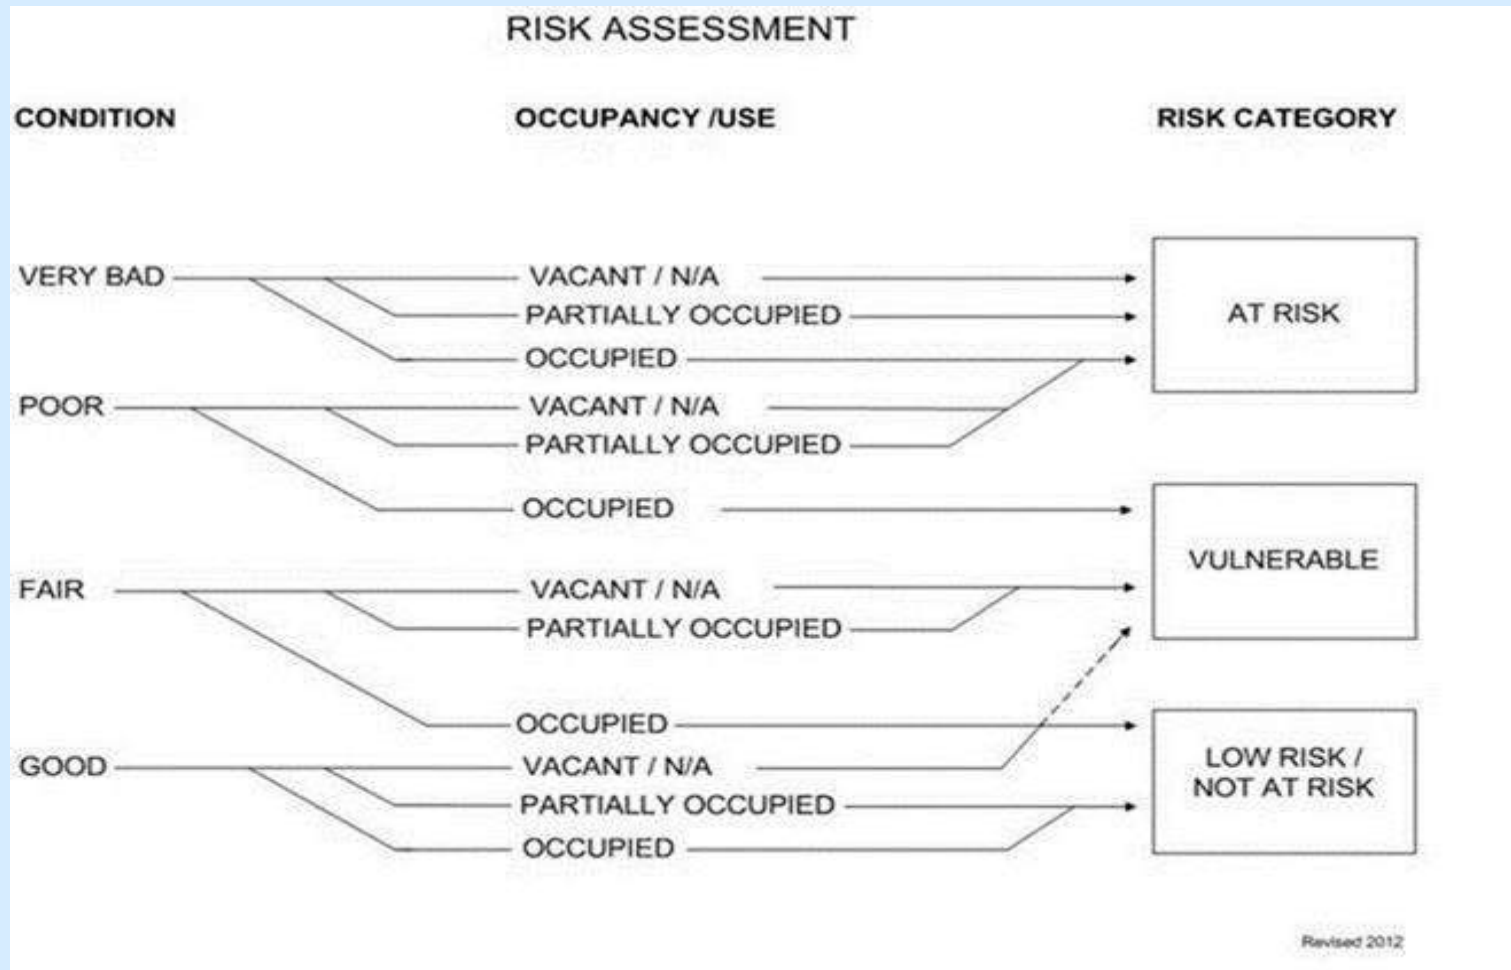 RISK ASSESSMENT
CONDITION OCCUPANCY /USE RISK CATEGORY
VERY BAD VACANT / N/A
PARTIALLY OCCUPIED AT RISK
OCCUPIED
POOR VACANT / N/A
PARTIALLY OCCUPIED
OCCUPIED
VULNERABLE
FAIR VACANT / N/A
PARTIALLY OCCUPIED
OCCUPIED
LOW RISK /
GOOD VACANT / N/A
NOT AT RISK
PARTIALLY OCCUPIED
OCCUPIED
Revised 2012